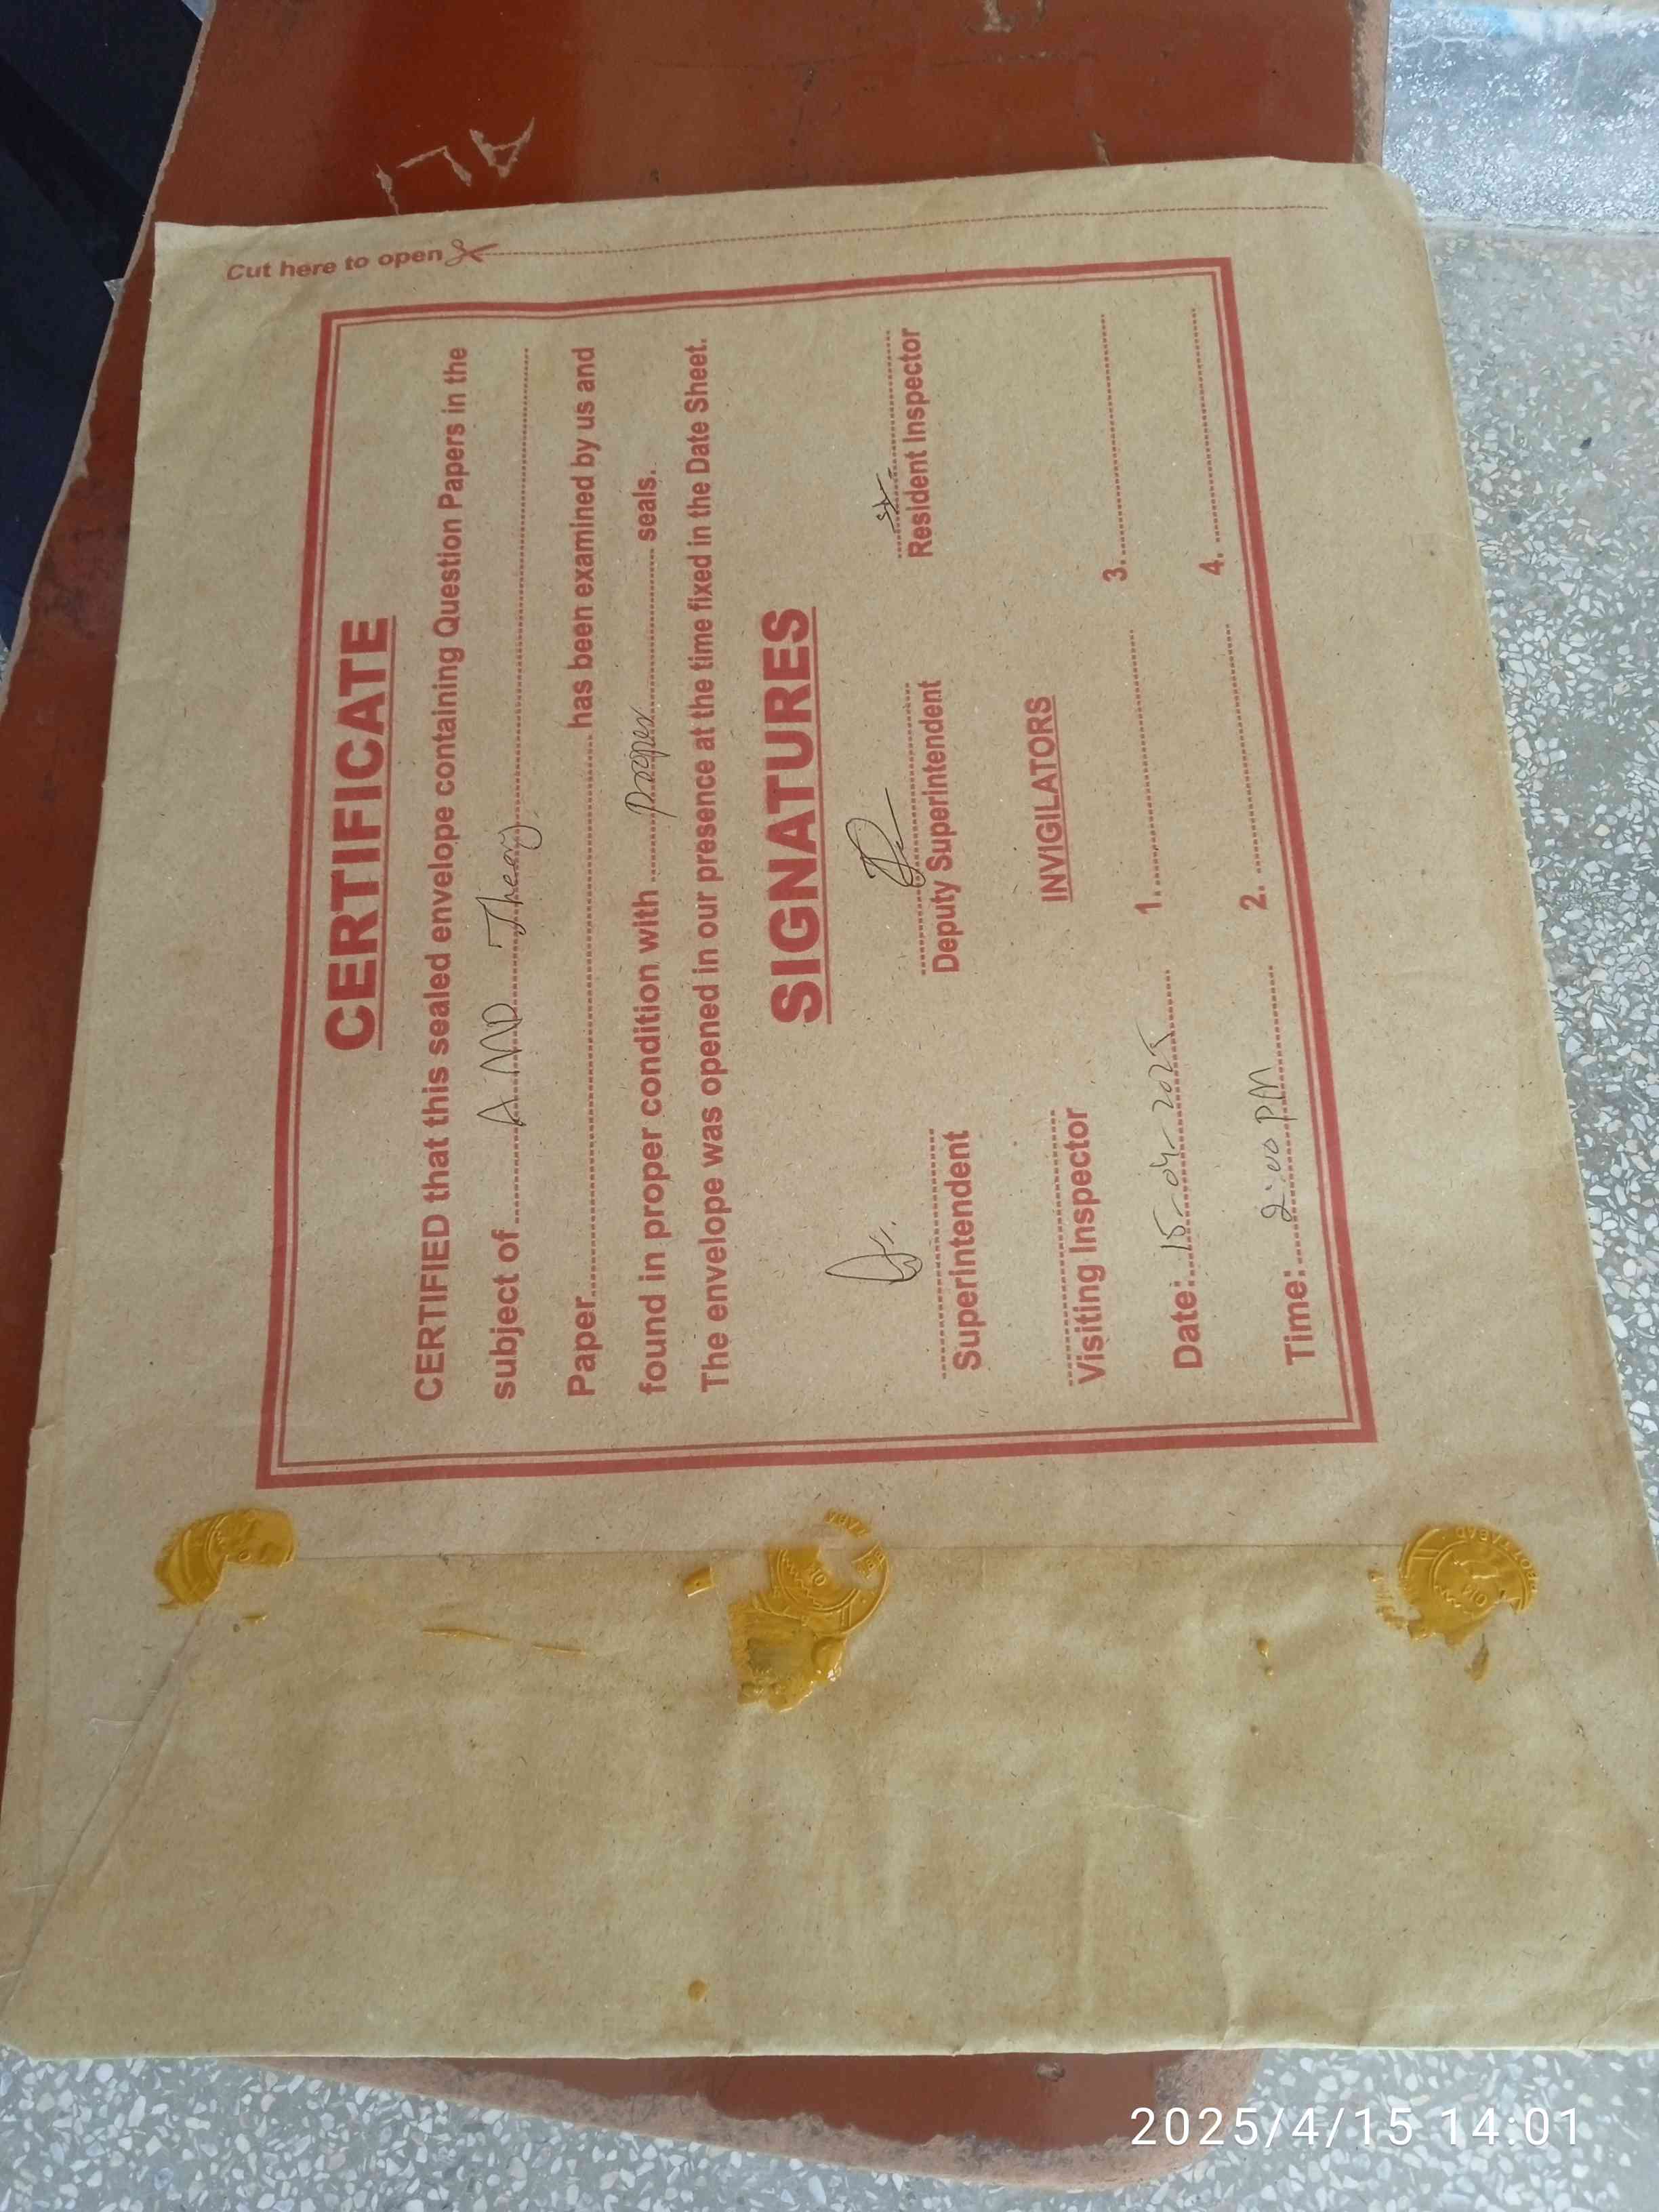 Cut here to open
CERTIFICATE
CERTIFIED that this sealed envelope containing Question Papers in the
subject of ........ A MP Theory ........
Paper ........ has been examined by us and
found in proper condition with ........ proper ........ seals.
The envelope was opened in our presence at the time fixed in the Date Sheet.
SIGNATURES
Superintendent Deputy Superintendent Resident Inspector
INVIGILATORS
Visiting Inspector
1. ........ 3. ........
Date: 15-04-2025
2. ........ 4. ........
Time: 2:00 PM
2025/4/15 14:01